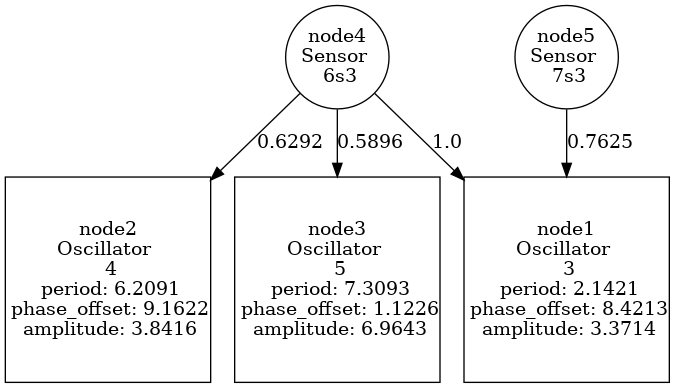 node4
Sensor
6s3
node5
Sensor
7s3
0.6292
0.5896
1.0
0.7625
node2
Oscillator
4
period: 6.2091
phase_offset: 9.1622
amplitude: 3.8416
node3
Oscillator
5
period: 7.3093
phase_offset: 1.1226
amplitude: 6.9643
node1
Oscillator
3
period: 2.1421
phase_offset: 8.4213
amplitude: 3.3714